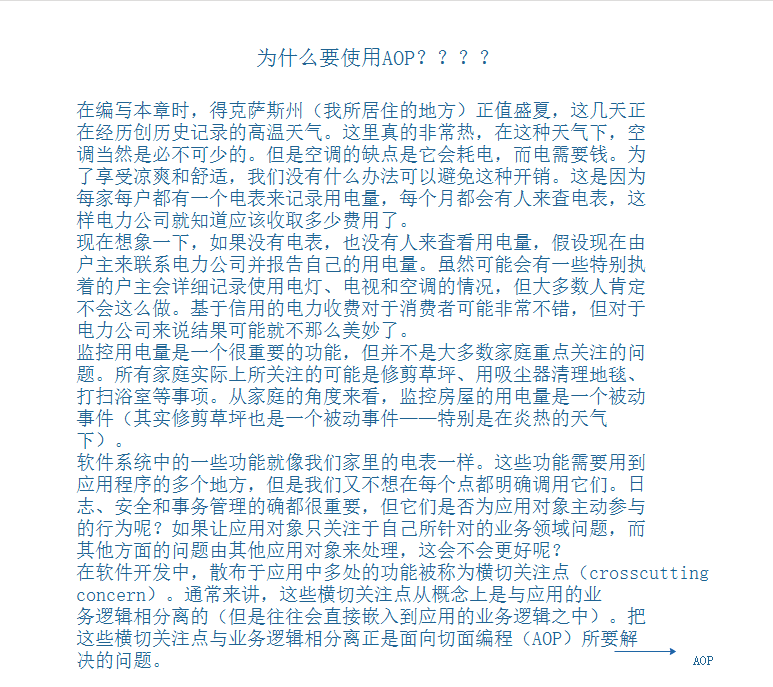 为什么要使用AOP？？？？
在编写本章时，得克萨斯州（我所居住的地方）正值盛夏，这几天正
在经历创历史记录的高温天气。这里真的非常热，在这种天气下，空
调当然是必不可少的。但是空调的缺点是它会耗电，而电需要钱。为
了享受凉爽和舒适，我们没有什么办法可以避免这种开销。这是因为
每家每户都有一个电表来记录用电量，每个月都会有人来查电表，这
样电力公司就知道应该收取多少费用了。
现在想象一下，如果没有电表，也没有人来查看用电量，假设现在由
户主来联系电力公司并报告自己的用电量。虽然可能会有一些特别执
着的户主会详细记录使用电灯、电视和空调的情况，但大多数人肯定
不会这么做。基于信用的电力收费对于消费者可能非常不错，但对于
电力公司来说结果可能就不那么美妙了。
监控用电量是一个很重要的功能，但并不是大多数家庭重点关注的问
题。所有家庭实际上所关注的可能是修剪草坪、用吸尘器清理地毯、
打扫浴室等事项。从家庭的角度来看，监控房屋的用电量是一个被动
事件（其实修剪草坪也是一个被动事件——特别是在炎热的天气
下）。
软件系统中的一些功能就像我们家里的电表一样。这些功能需要用到
应用程序的多个地方，但是我们又不想在每个点都明确调用它们。日
志、安全和事务管理的确都很重要，但它们是否为应用对象主动参与
的行为呢？如果让应用对象只关注于自己所针对的业务领域问题，而
其他方面的问题由其他应用对象来处理，这会不会更好呢？
在软件开发中，散布于应用中多处的功能被称为横切关注点（crosscutting
concern）。通常来讲，这些横切关注点从概念上是与应用的业
务逻辑相分离的（但是往往会直接嵌入到应用的业务逻辑之中）。把
这些横切关注点与业务逻辑相分离正是面向切面编程（AOP）所要解
决的问题。
AOP